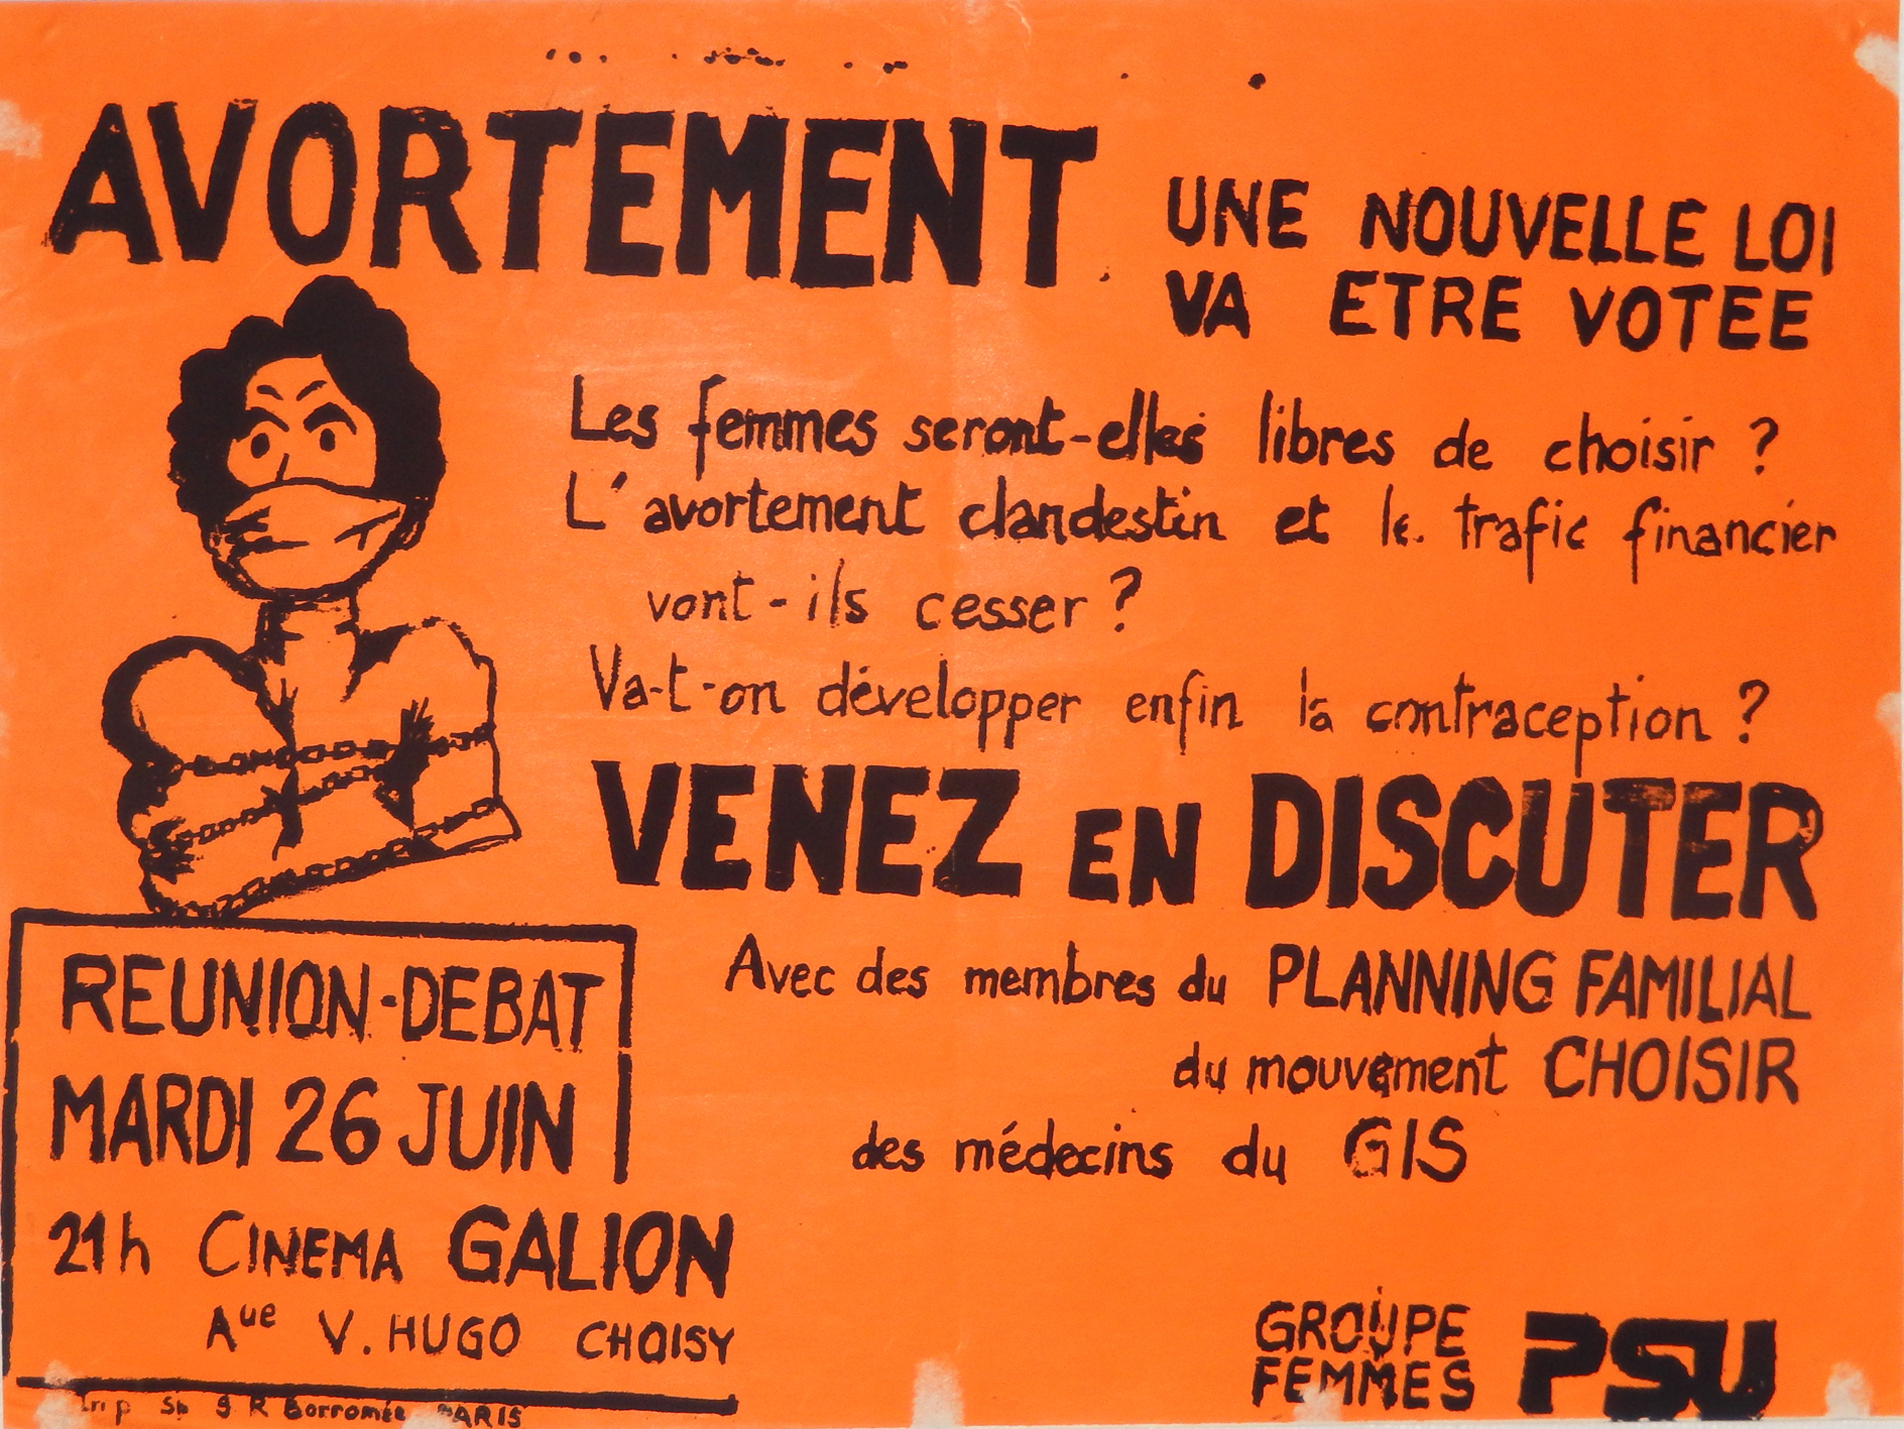 AVORTEMENT
UNE NOUVELLE LOI
VA ETRE VOTEE
Les femmes seront-elles libres de choisir ?
L'avortement clandestin et le trafic financier
vont-ils cesser ?
Va-t-on développer enfin la contraception ?
VENEZ EN DISCUTER
Avec des membres du PLANNING FAMILIAL
du mouvement CHOISIR
des médecins du GIS
REUNION-DEBAT
MARDI 26 JUIN
21h CINEMA GALION
Aue V. HUGO CHOISY
GROUPE
FEMMES PSU
Imp 9 R Borromée PARIS